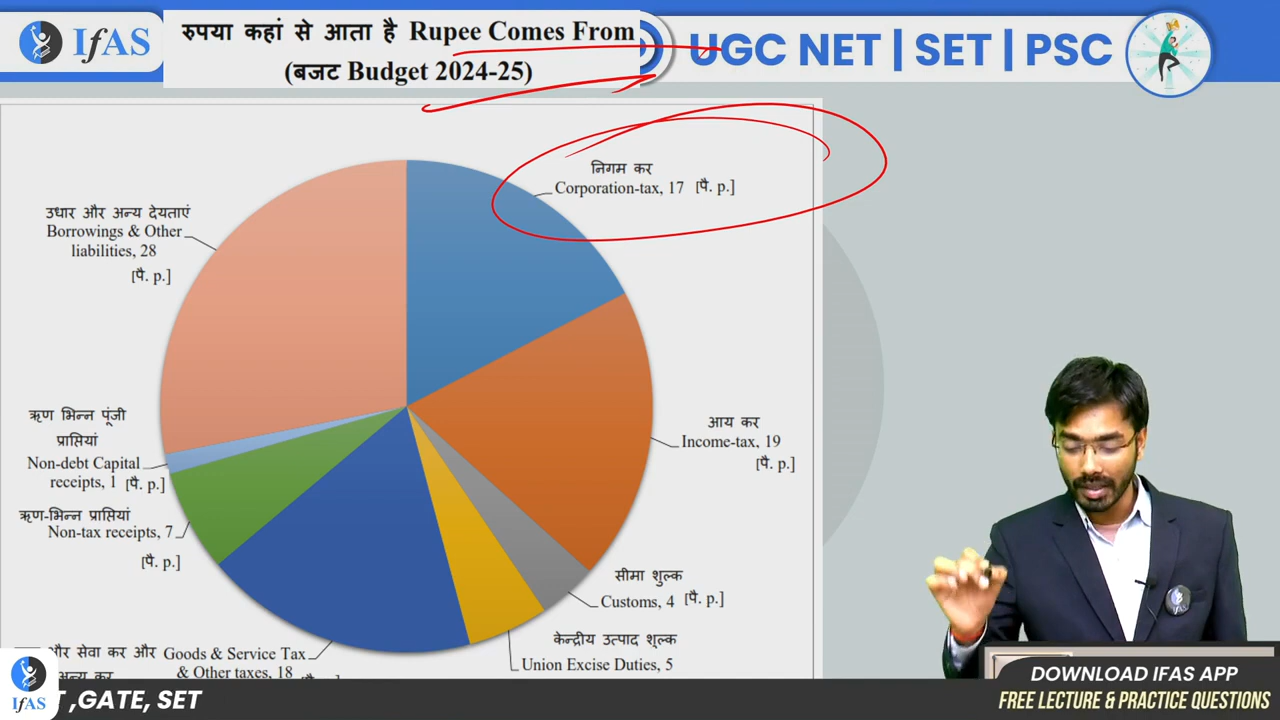 IfAS
रुपया कहां से आता है Rupee Comes From
(बजट Budget 2024-25)
UGC NET | SET | PSC
निगम कर
Corporation-tax, 17 [पै. p.]
उधार और अन्य देयताएं
Borrowings & Other
liabilities, 28
[पै. p.]
ऋण भिन्न पूंजी
प्राप्तियां
Non-debt Capital
receipts, 1 [पै. p.]
ऋण-भिन्न प्राप्तियां
Non-tax receipts, 7
[पै. p.]
आय कर
Income-tax, 19
[पै. p.]
सीमा शुल्क
Customs, 4 [पै. p.]
केन्द्रीय उत्पाद शुल्क
Union Excise Duties, 5
और सेवा कर और Goods & Service Tax
अन्य कर & Other taxes, 18
IfAS
IfAS
,GATE, SET
DOWNLOAD IFAS APP
FREE LECTURE & PRACTICE QUESTIONS